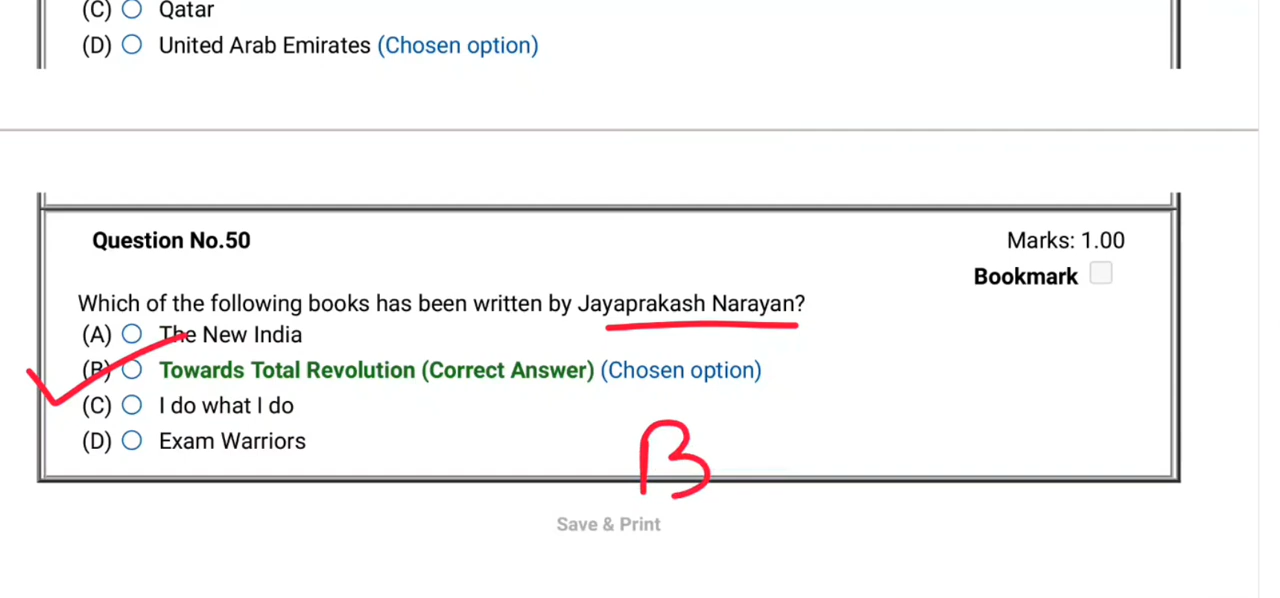 (C) Qatar
(D) United Arab Emirates (Chosen option)
Question No.50 Marks: 1.00
Bookmark
Which of the following books has been written by Jayaprakash Narayan?
(A) The New India
(B) Towards Total Revolution (Correct Answer) (Chosen option)
(C) I do what I do
(D) Exam Warriors
B
Save & Print